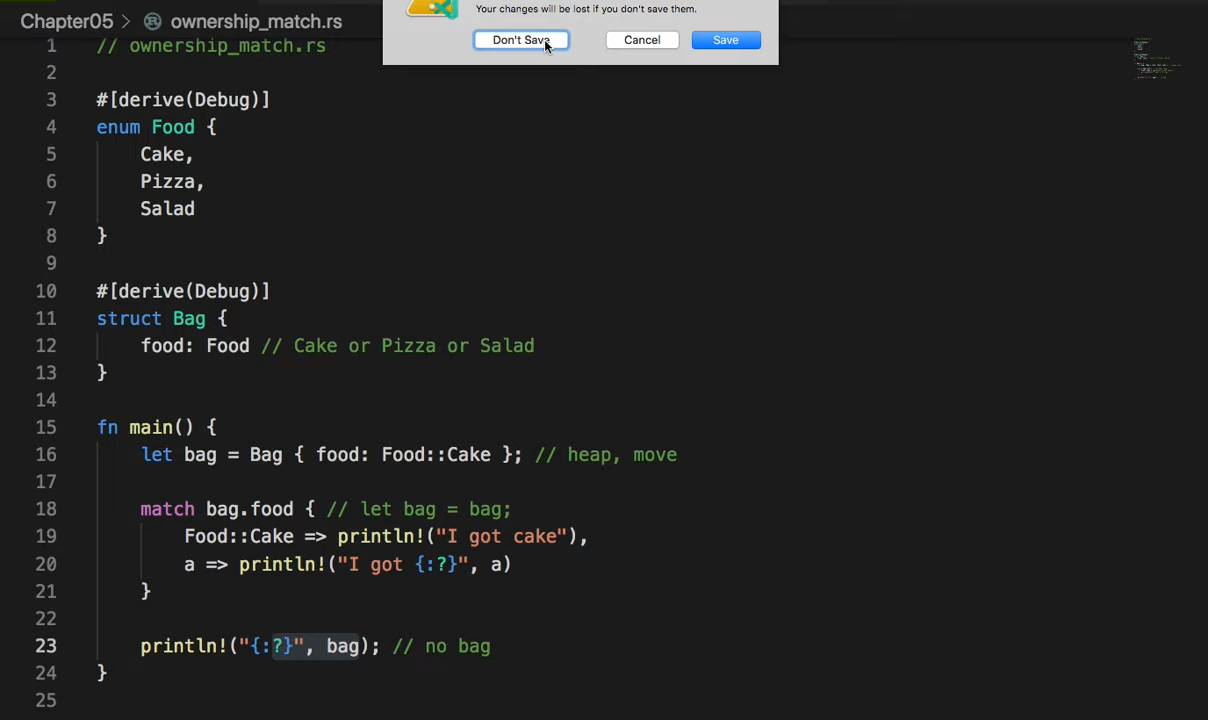 Your changes will be lost if you don't save them.
Chapter05 > ownership_match.rs
Don't Save Cancel Save
1 // ownership_match.rs
2
3 #[derive(Debug)]
4 enum Food {
5 Cake,
6 Pizza,
7 Salad
8 }
9
10 #[derive(Debug)]
11 struct Bag {
12 food: Food // Cake or Pizza or Salad
13 }
14
15 fn main() {
16 let bag = Bag { food: Food::Cake }; // heap, move
17
18 match bag.food { // let bag = bag;
19 Food::Cake => println!("I got cake"),
20 a => println!("I got {:?}", a)
21 }
22
23 println!("{:?}", bag); // no bag
24 }
25